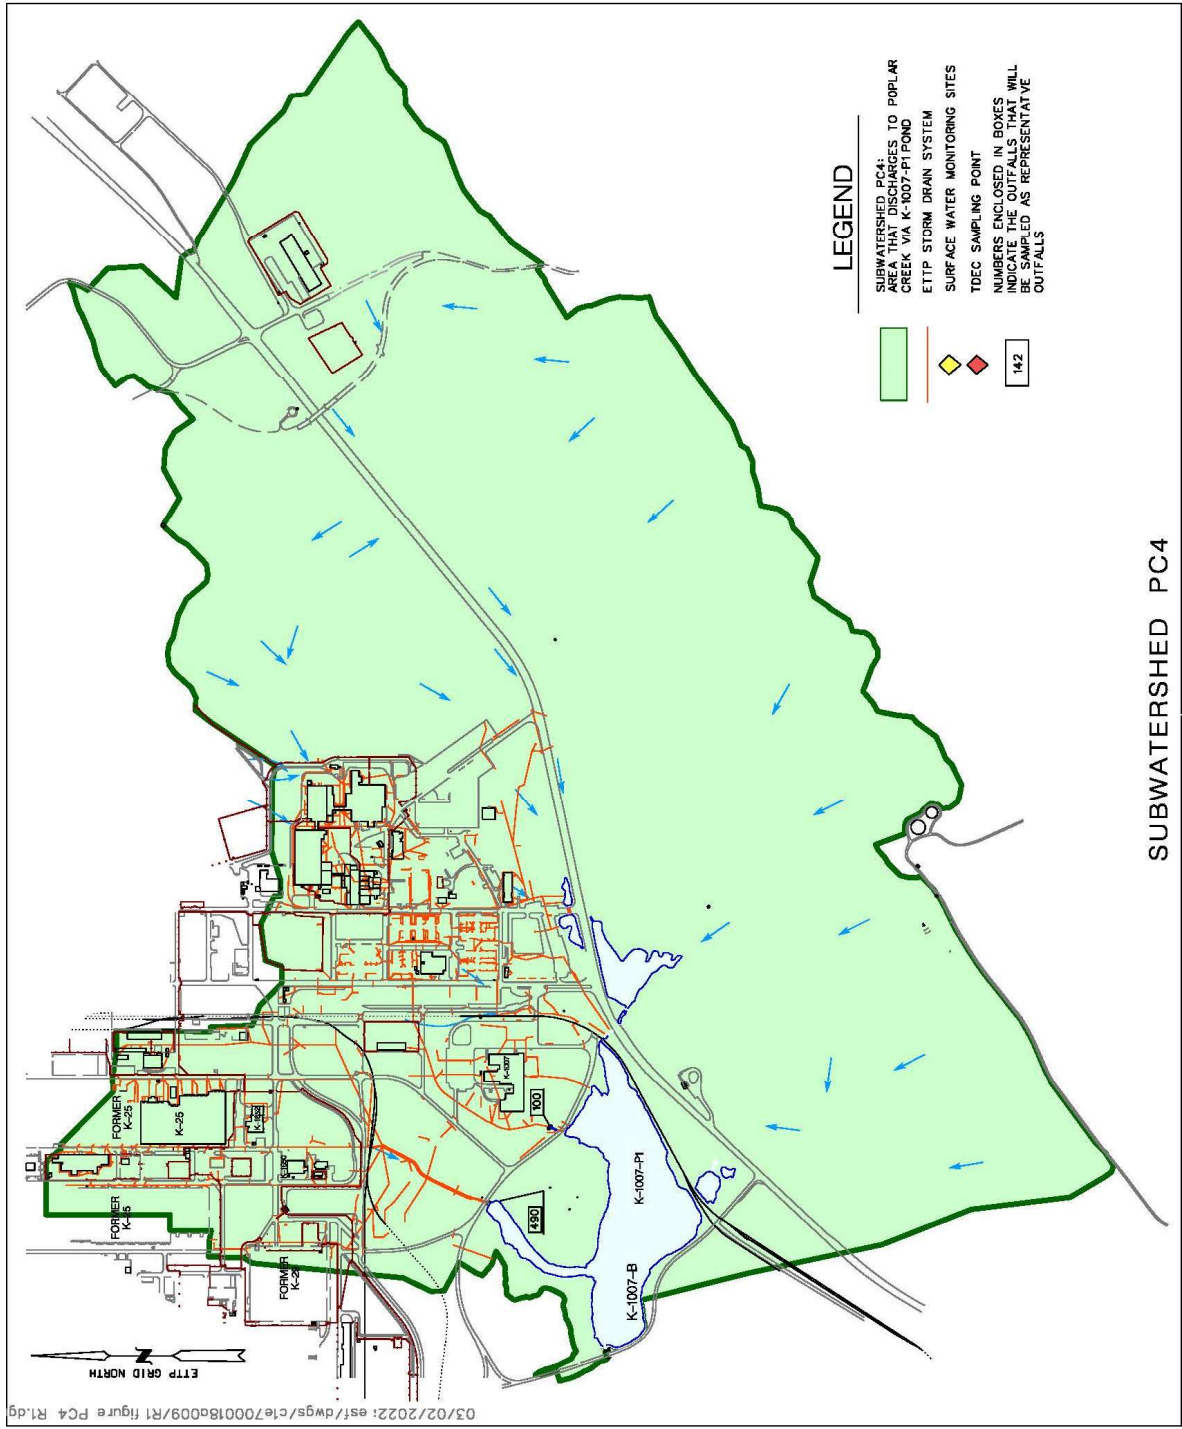 LEGEND
SUBWATERSHED PC4:
AREA THAT DISCHARGES TO POPLAR
CREEK VIA K-1007-P1 POND
ETTP STORM DRAIN SYSTEM
SURFACE WATER MONITORING SITES
TDEC SAMPLING POINT
142
NUMBERS ENCLOSED IN BOXES
INDICATE THE OUTFALLS THAT WILL
BE SAMPLED AS REPRESENTATIVE
OUTFALLS
SUBWATERSHED PC4
FORMER
K-25
K-25
FORMER
K-25
FORMER
K-29
K-1007
100
490
K-1007-P1
K-1007-B
N
ETTP GRID NORTH
03/02/2022: esf/dwgs/c1e700018a009/R1 figure PC4 R1.dg